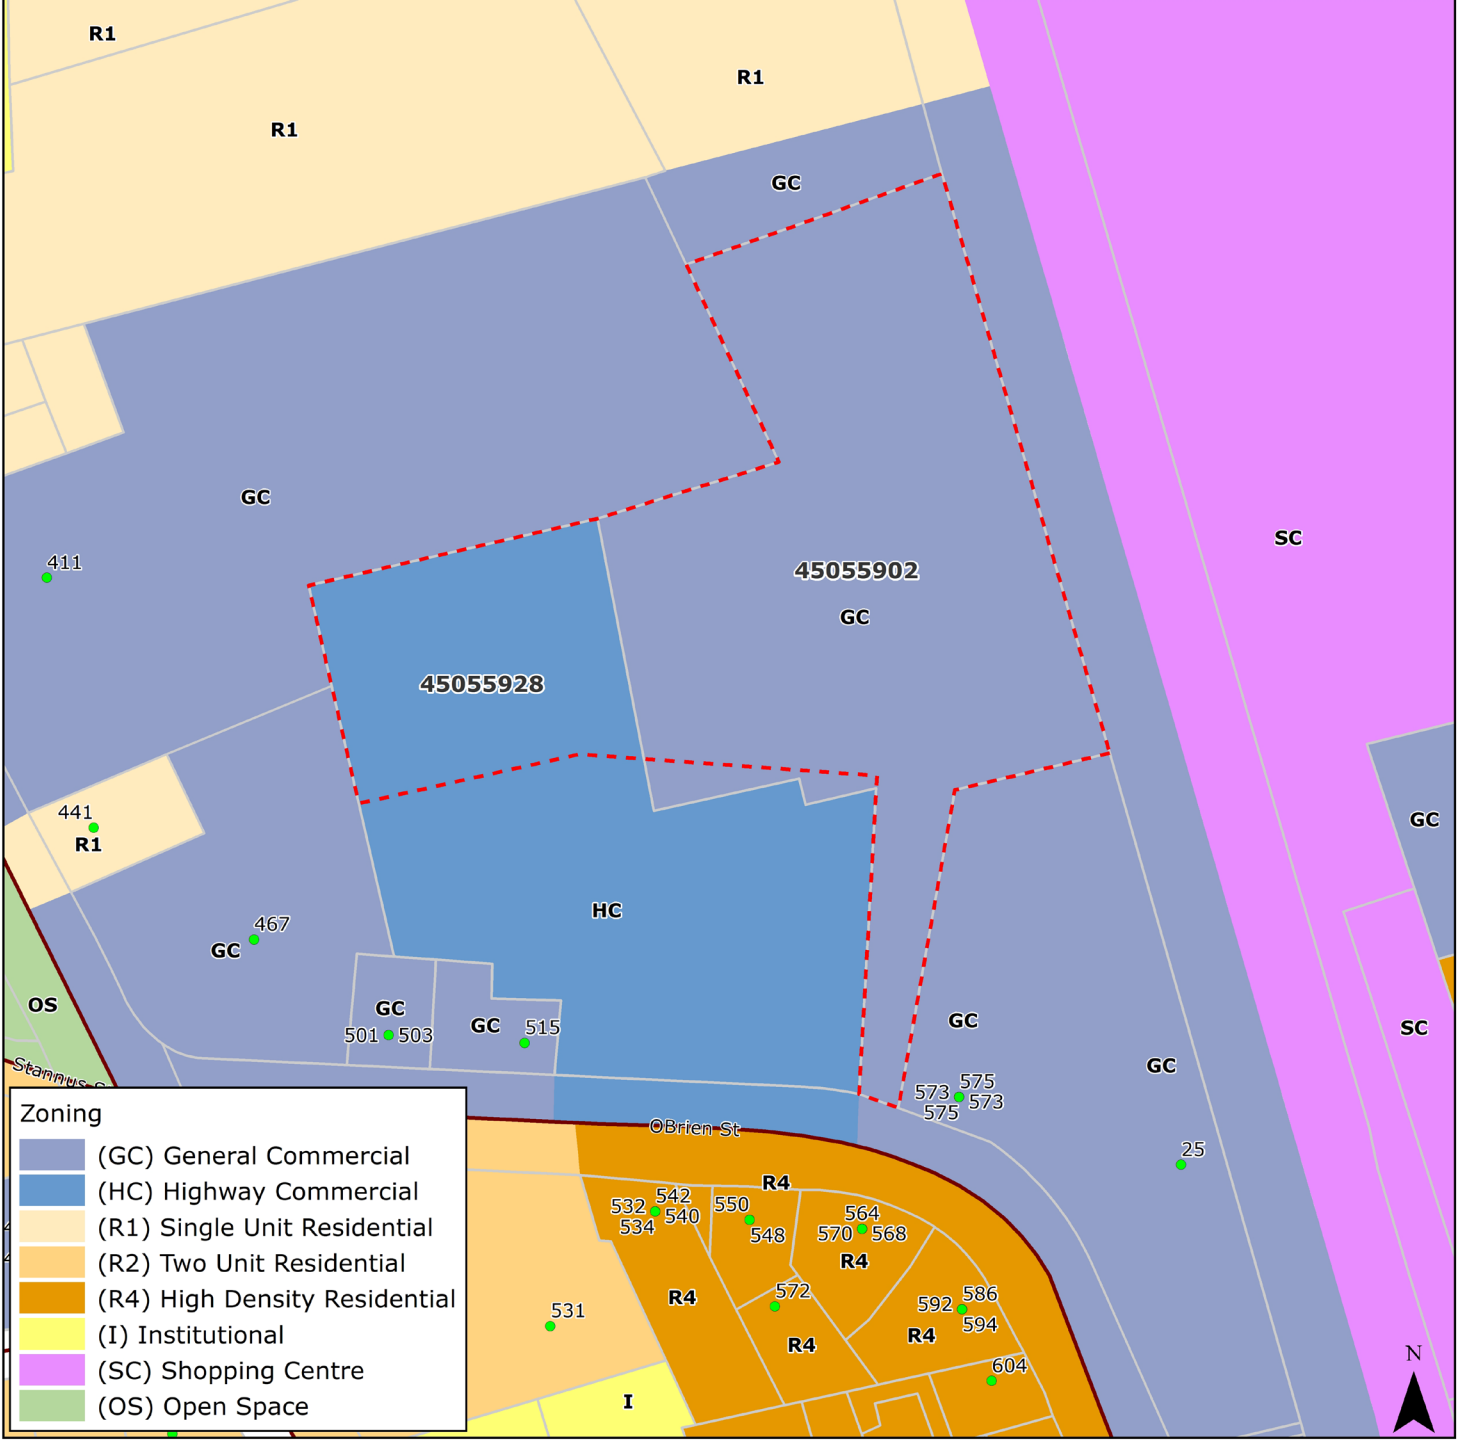 R1
R1
R1
GC
GC
411
SC
45055902
GC
45055928
441
R1
GC
HC
467
GC
OS
GC
501 503
GC
515
GC
SC
GC
573 575
575 573
25
Stannus S
OBrien St
R4
532 542
534 540
550
548
564
570 568
R4
R4
572
R4
592 586
594
R4
604
531
I
N
Zoning
(GC) General Commercial
(HC) Highway Commercial
(R1) Single Unit Residential
(R2) Two Unit Residential
(R4) High Density Residential
(I) Institutional
(SC) Shopping Centre
(OS) Open Space